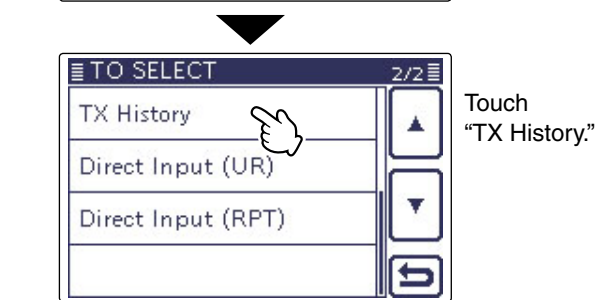 TO SELECT 2/2
TX History
Touch
“TX History.”
Direct Input (UR)
Direct Input (RPT)